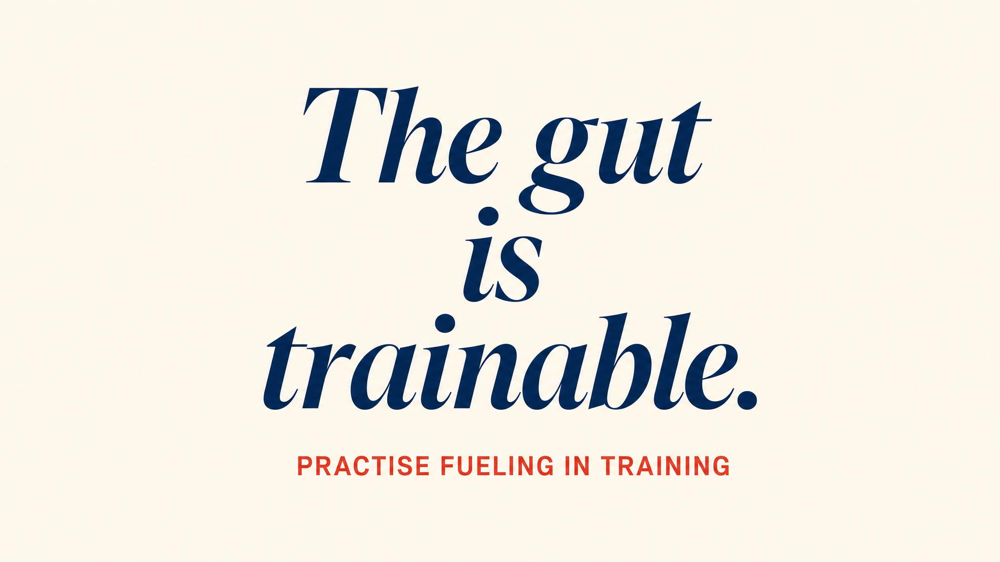 The gut
is
trainable.
PRACTISE FUELING IN TRAINING